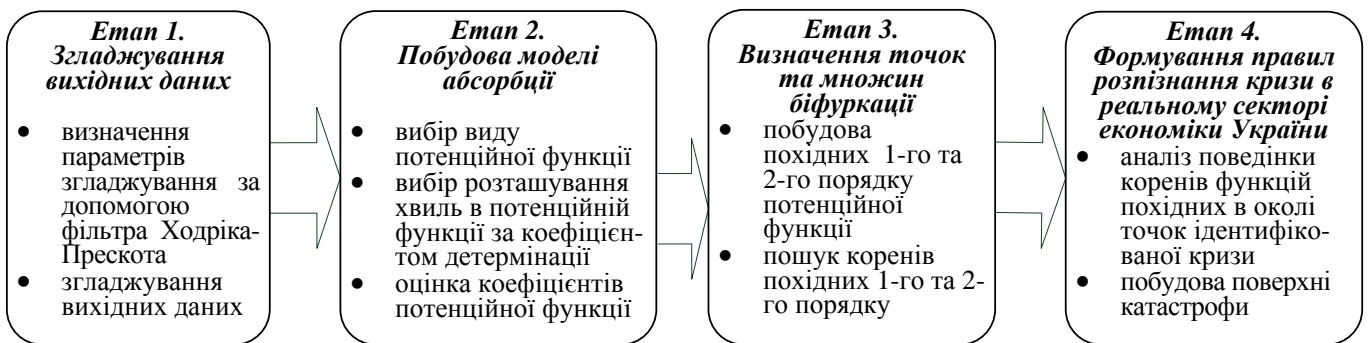 Етап 1.
Згладжування
вихідних даних
• визначення
параметрів
згладжування за
допомогою
фільтра Ходріка-
Прескота
• згладжування
вихідних даних
Етап 2.
Побудова моделі
абсорбції
• вибір виду
потенційної функції
• вибір розташування
хвиль в потенційній
функції за коефіцієн-
том детермінації
• оцінка коефіцієнтів
потенційної функції
Етап 3.
Визначення точок
та множин
біфуркації
• побудова
похідних 1-го та
2-го порядку
потенційної
функції
• пошук коренів
похідних 1-го та 2-
го порядку
Етап 4.
Формування правил
розпізнання кризи в
реальному секторі
економіки України
• аналіз поведінки
коренів функцій
похідних в околі
точок ідентифіко-
ваної кризи
• побудова поверхні
катастрофи